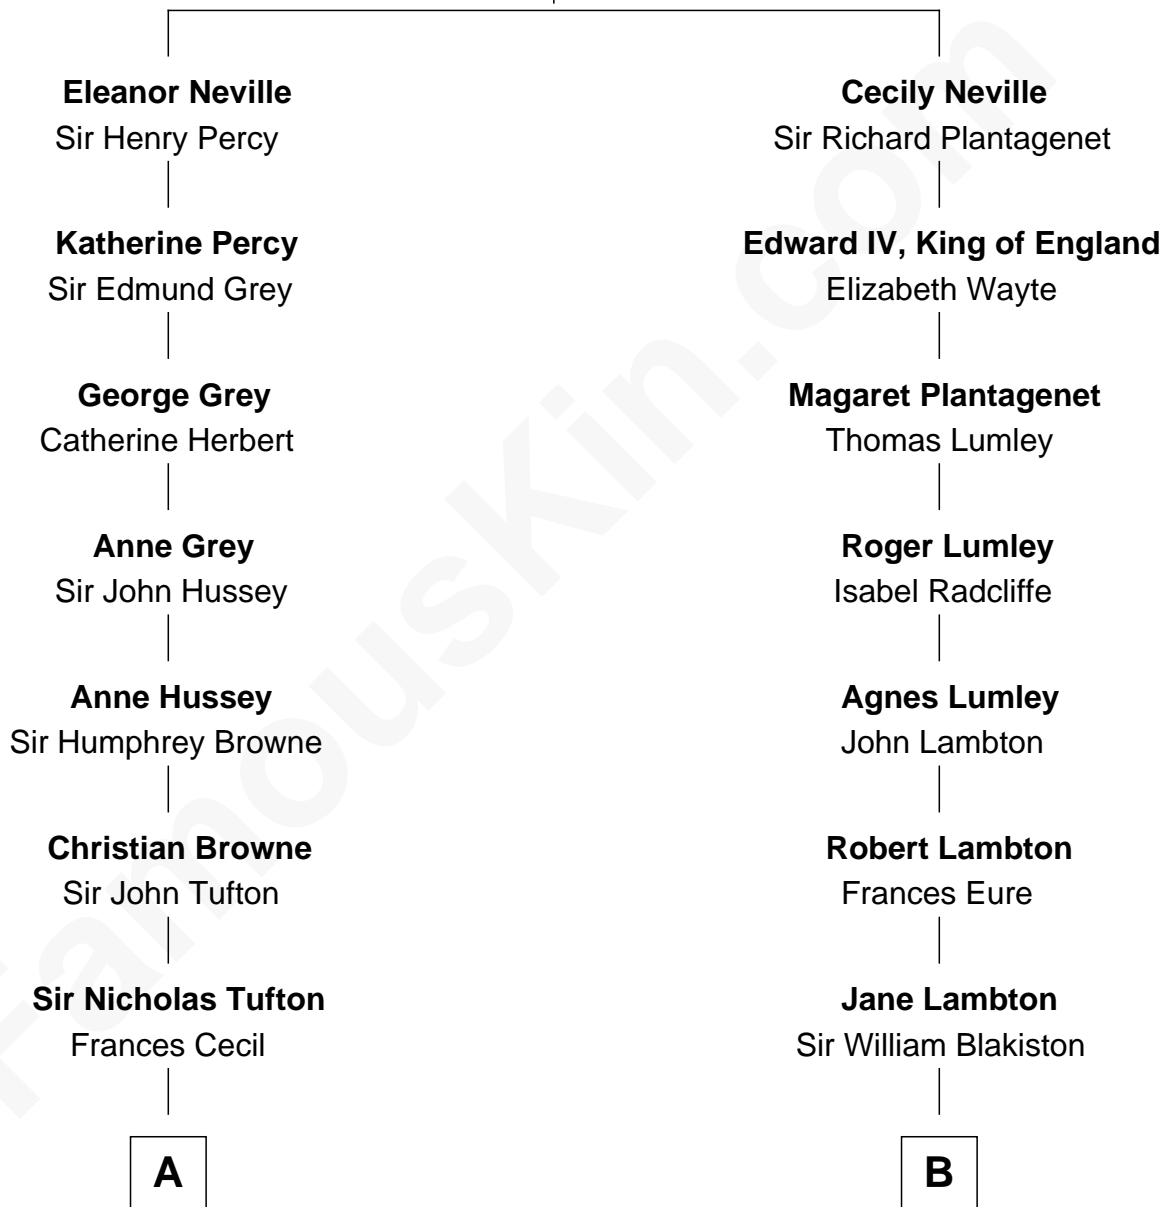 Eleanor Neville
Sir Henry Percy
Katherine Percy
Sir Edmund Grey
George Grey
Catherine Herbert
Anne Grey
Sir John Hussey
Anne Hussey
Sir Humphrey Browne
Christian Browne
Sir John Tufton
Sir Nicholas Tufton
Frances Cecil
A
Cecily Neville
Sir Richard Plantagenet
Edward IV, King of England
Elizabeth Wayte
Magaret Plantagenet
Thomas Lumley
Roger Lumley
Isabel Radcliffe
Agnes Lumley
John Lambton
Robert Lambton
Frances Eure
Jane Lambton
Sir William Blakiston
B
FamousKin.com